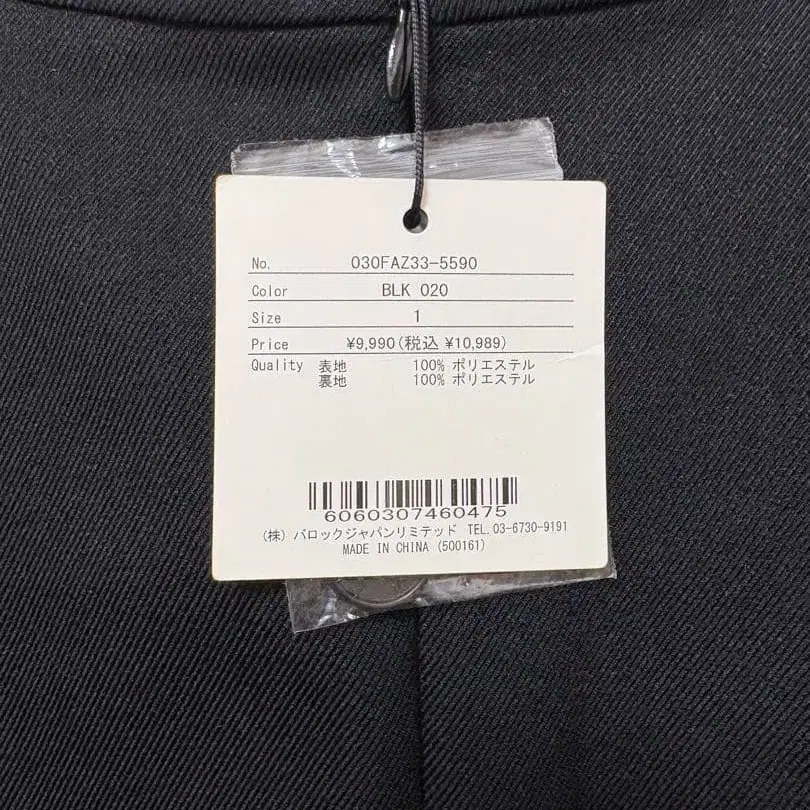 No. 030FAZ33-5590
Color BLK 020
Size 1
Price ¥9,990(税込 ¥10,989)
Quality 表地 100% ポリエステル
裏地 100% ポリエステル
6060307460475
(株) バロックジャパンリミテッド TEL.03-6730-9191
MADE IN CHINA (500161)